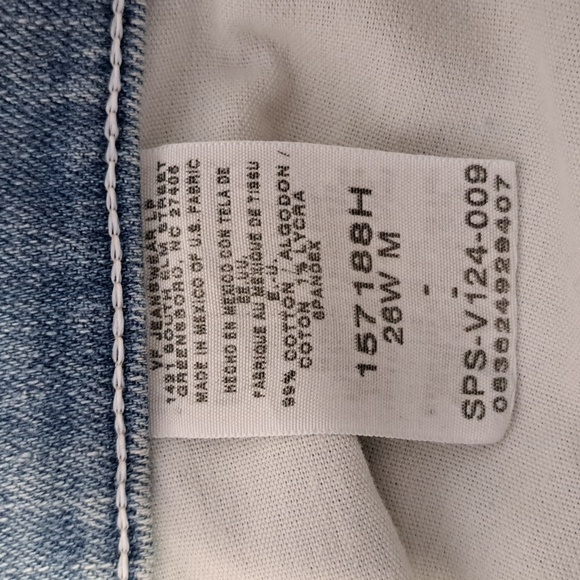 VF JEANSWEAR LP
1421 SOUTH ELM STREET
GREENSBORO, NC 27406
MADE IN MEXICO OF U.S. FABRIC
HECHO EN MEXICO CON TELA DE
EE.UU.
FABRIQUE AU MEXIQUE DE TISSU
E.-U.
99% COTTON / ALGODON /
COTON 1% LYCRA
SPANDEX
157188H
26W M
-
-
SPS-V124-009
083624929407